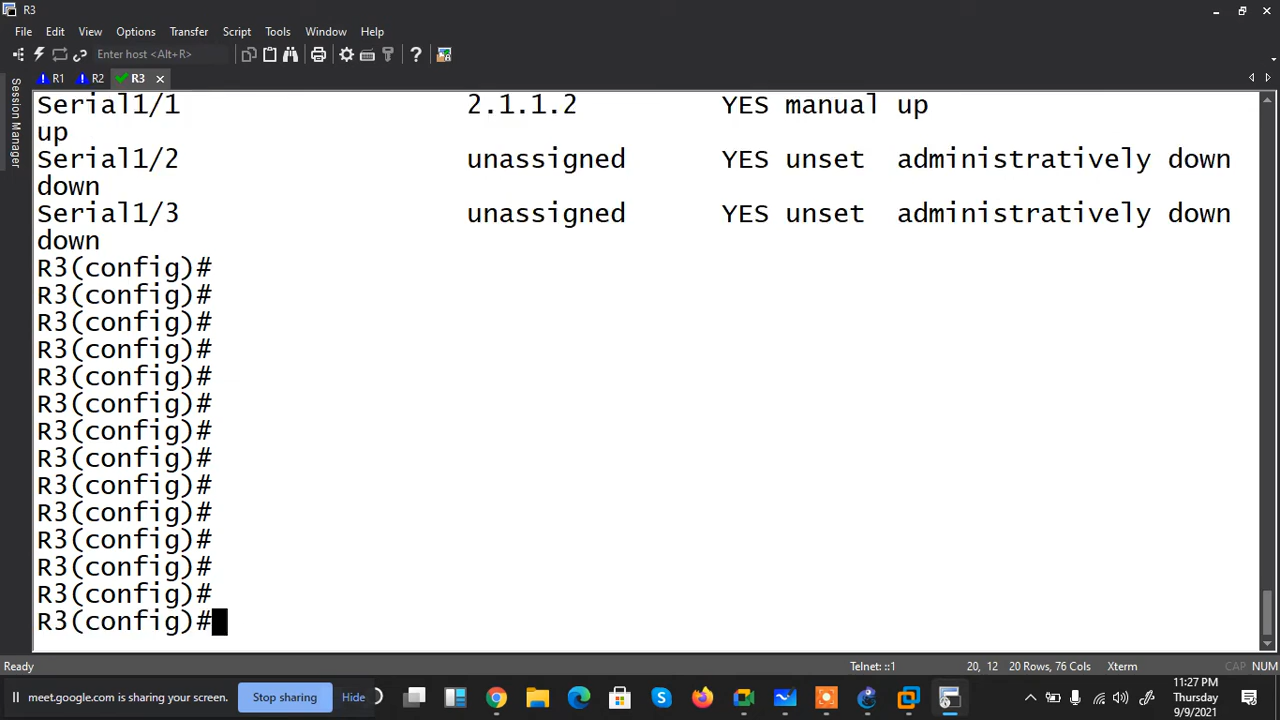 R3
File Edit View Options Transfer Script Tools Window Help
Enter host <Alt+R>
R1 R2 R3
Session Manager
Serial1/1 2.1.1.2 YES manual up
up
Serial1/2 unassigned YES unset administratively down
down
Serial1/3 unassigned YES unset administratively down
down
R3(config)#
R3(config)#
R3(config)#
R3(config)#
R3(config)#
R3(config)#
R3(config)#
R3(config)#
R3(config)#
R3(config)#
R3(config)#
R3(config)#
R3(config)#
R3(config)#
Ready Telnet: ::1 20, 12 20 Rows, 76 Cols Xterm CAP NUM
meet.google.com is sharing your screen. Stop sharing Hide
11:27 PM
Thursday
9/9/2021